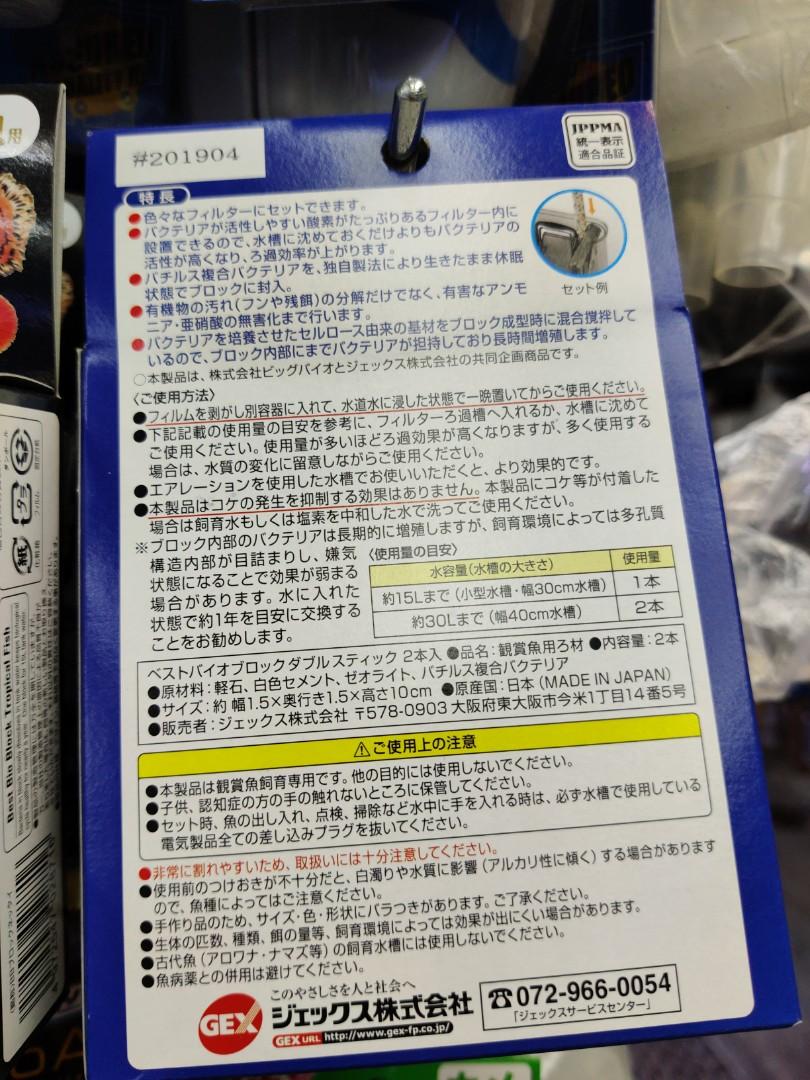 #201904
JPPMA
統一表示
適合品証
用
特長
●色々なフィルターにセットできます。
●バクテリアが活性しやすい酸素がたっぷりあるフィルター内に
設置できるので、水槽に沈めておくだけよりもバクテリアの
活性が高くなり、ろ過効率が上がります。
●バチルス複合バクテリアを、独自製法により生きたまま休眠
状態でブロックに封入。
●有機物の汚れ(フンや残餌)の分解だけでなく、有害なアンモ
ニア・亜硝酸の無害化まで行います。
●バクテリアを培養させたセルロース由来の基材をブロック成型時に混合撹拌して
いるので、ブロック内部にまでバクテリアが担持しており長時間増殖します。
○本製品は、株式会社ビッグバイオとジェックス株式会社の共同企画商品です。
セット例
〈ご使用方法〉
●フィルムを剥がし別容器に入れて、水道水に浸した状態で一晩置いてからご使用ください。
●下記記載の使用量の目安を参考に、フィルターろ過槽へ入れるか、水槽に沈めて
ご使用ください。使用量が多いほどろ過効果が高くなりますが、多く使用する
場合は、水質の変化に留意しながらご使用ください。
●エアレーションを使用した水槽でお使いいただくと、より効果的です。
●本製品はコケの発生を抑制する効果はありません。本製品にコケ等が付着した
場合は飼育水もしくは塩素を中和した水で洗ってご使用ください。
※ブロック内部のバクテリアは長期的に増殖しますが、飼育環境によっては多孔質
構造内部が目詰まりし、嫌気
状態になることで効果が弱まる
場合があります。水に入れた
状態で約1年を目安に交換する
ことをお勧めします。
〈使用量の目安〉
水容量(水槽の大きさ) 使用量
約15Lまで(小型水槽・幅30cm水槽) 1本
約30Lまで(幅40cm水槽) 2本
ベストバイオブロックダブルスティック 2本入 ●品名:観賞魚用ろ材 ●内容量:2本
●原材料:軽石、白色セメント、ゼオライト、バチルス複合バクテリア
●サイズ:約 幅1.5×奥行き1.5×高さ10cm ●原産国:日本(MADE IN JAPAN)
●販売者:ジェックス株式会社 〒578-0903 大阪府東大阪市今米1丁目14番5号
⚠ご使用上の注意
●本製品は観賞魚飼育専用です。他の目的には使用しないでください。
●子供、認知症の方の手の触れないところに保管してください。
●セット時、魚の出し入れ、点検、掃除など水中に手を入れる時は、必ず水槽で使用している
電気製品全ての差し込みプラグを抜いてください。
●非常に割れやすいため、取扱いには十分注意してください。
●使用前のつけおきが不十分だと、白濁りや水質に影響(アルカリ性に傾く)する場合があります
ので、魚種によってはご注意ください。
●手作り品のため、サイズ・色・形状にバラつきがあります。ご了承ください。
●生体の匹数、種類、餌の量等、飼育環境によっては効果が出にくい場合があります。
●古代魚(アロワナ・ナマズ等)の飼育水槽には使用しないでください。
●魚病薬との併用は避けてください。
このやさしさを人と社会へ
GEX ジェックス株式会社
GEX URL http://www.gex-fp.co.jp/
☎072-966-0054
「ジェックスサービスセンター」
紙
プラ
Best Bio Block Tropical Fish